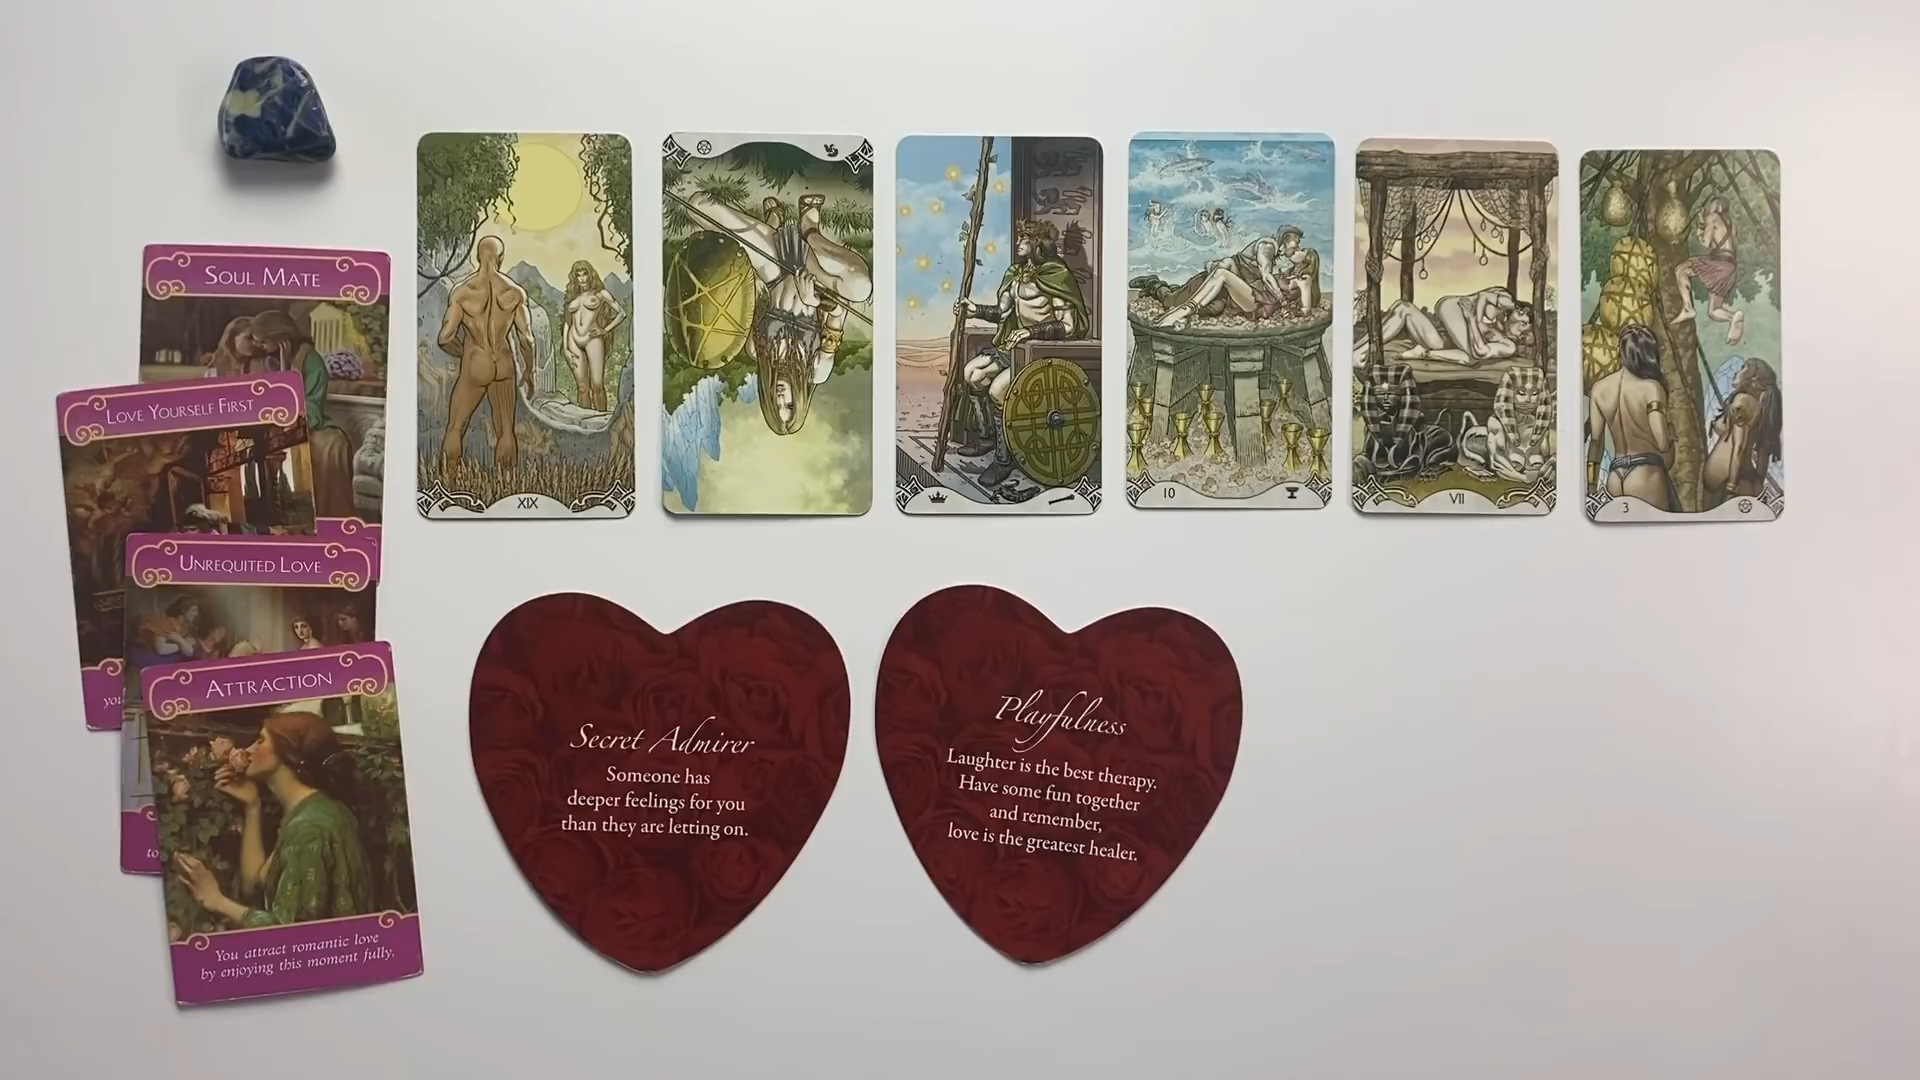 SOUL MATE
LOVE YOURSELF FIRST
you
UNREQUITED LOVE
to
ATTRACTION
You attract romantic love
by enjoying this moment fully.
XIX
10
VII
3
Secret Admirer
Someone has
deeper feelings for you
than they are letting on.
Playfulness
Laughter is the best therapy.
Have some fun together
and remember,
love is the greatest healer.